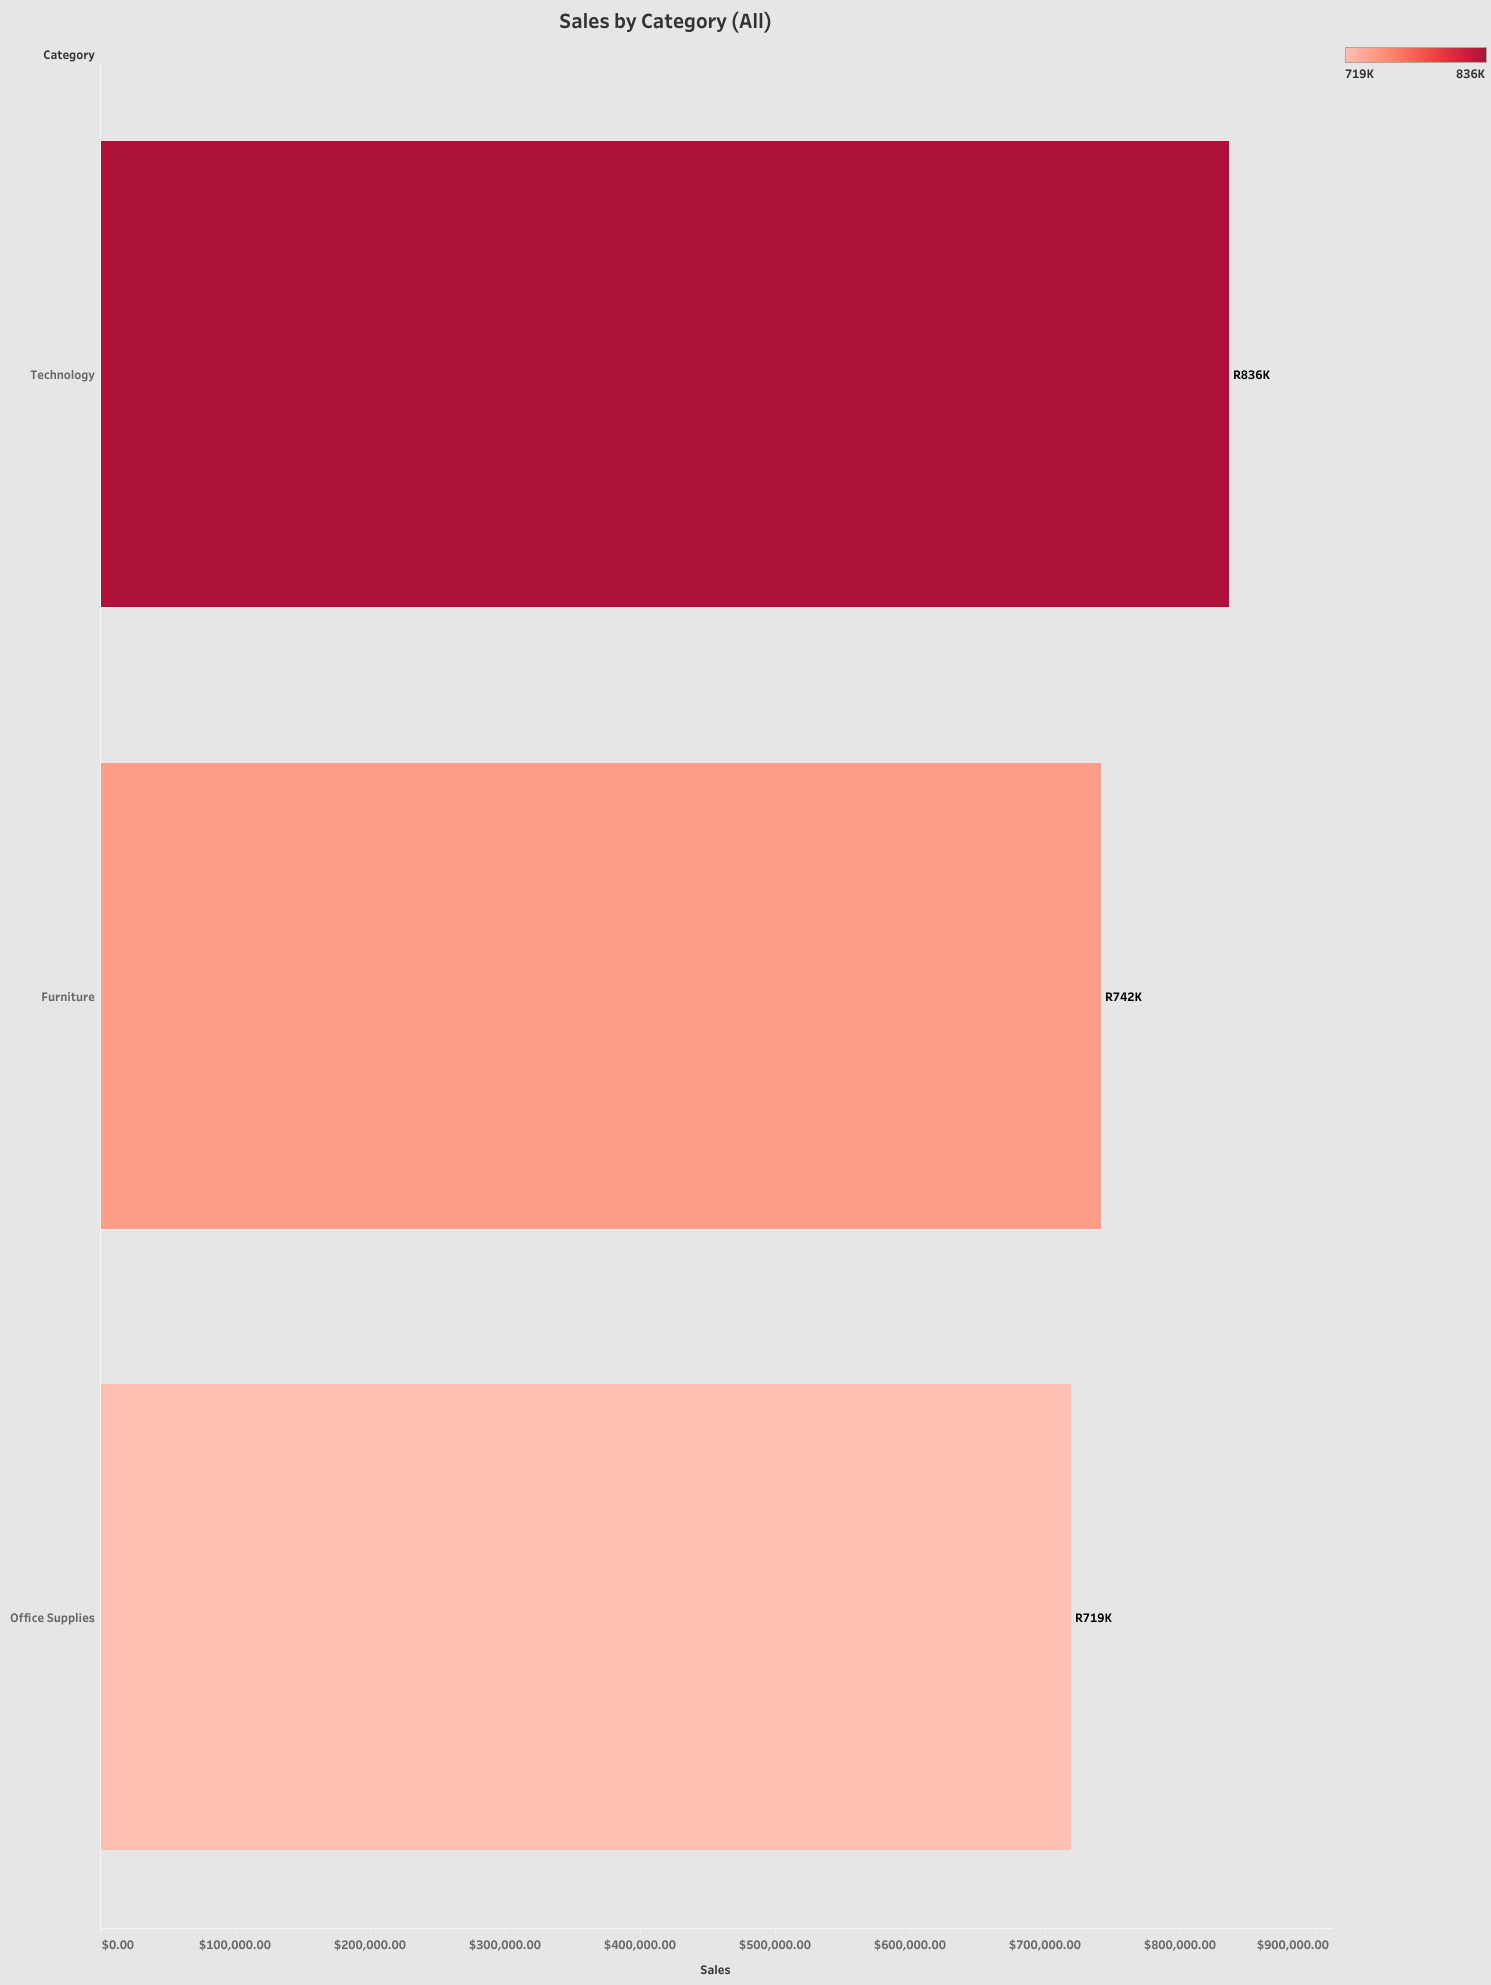 Sales by Category (All)
Category
719K 836K
Technology
R836K
Furniture
R742K
Office Supplies
R719K
$0.00 $100,000.00 $200,000.00 $300,000.00 $400,000.00 $500,000.00 $600,000.00 $700,000.00 $800,000.00 $900,000.00
Sales